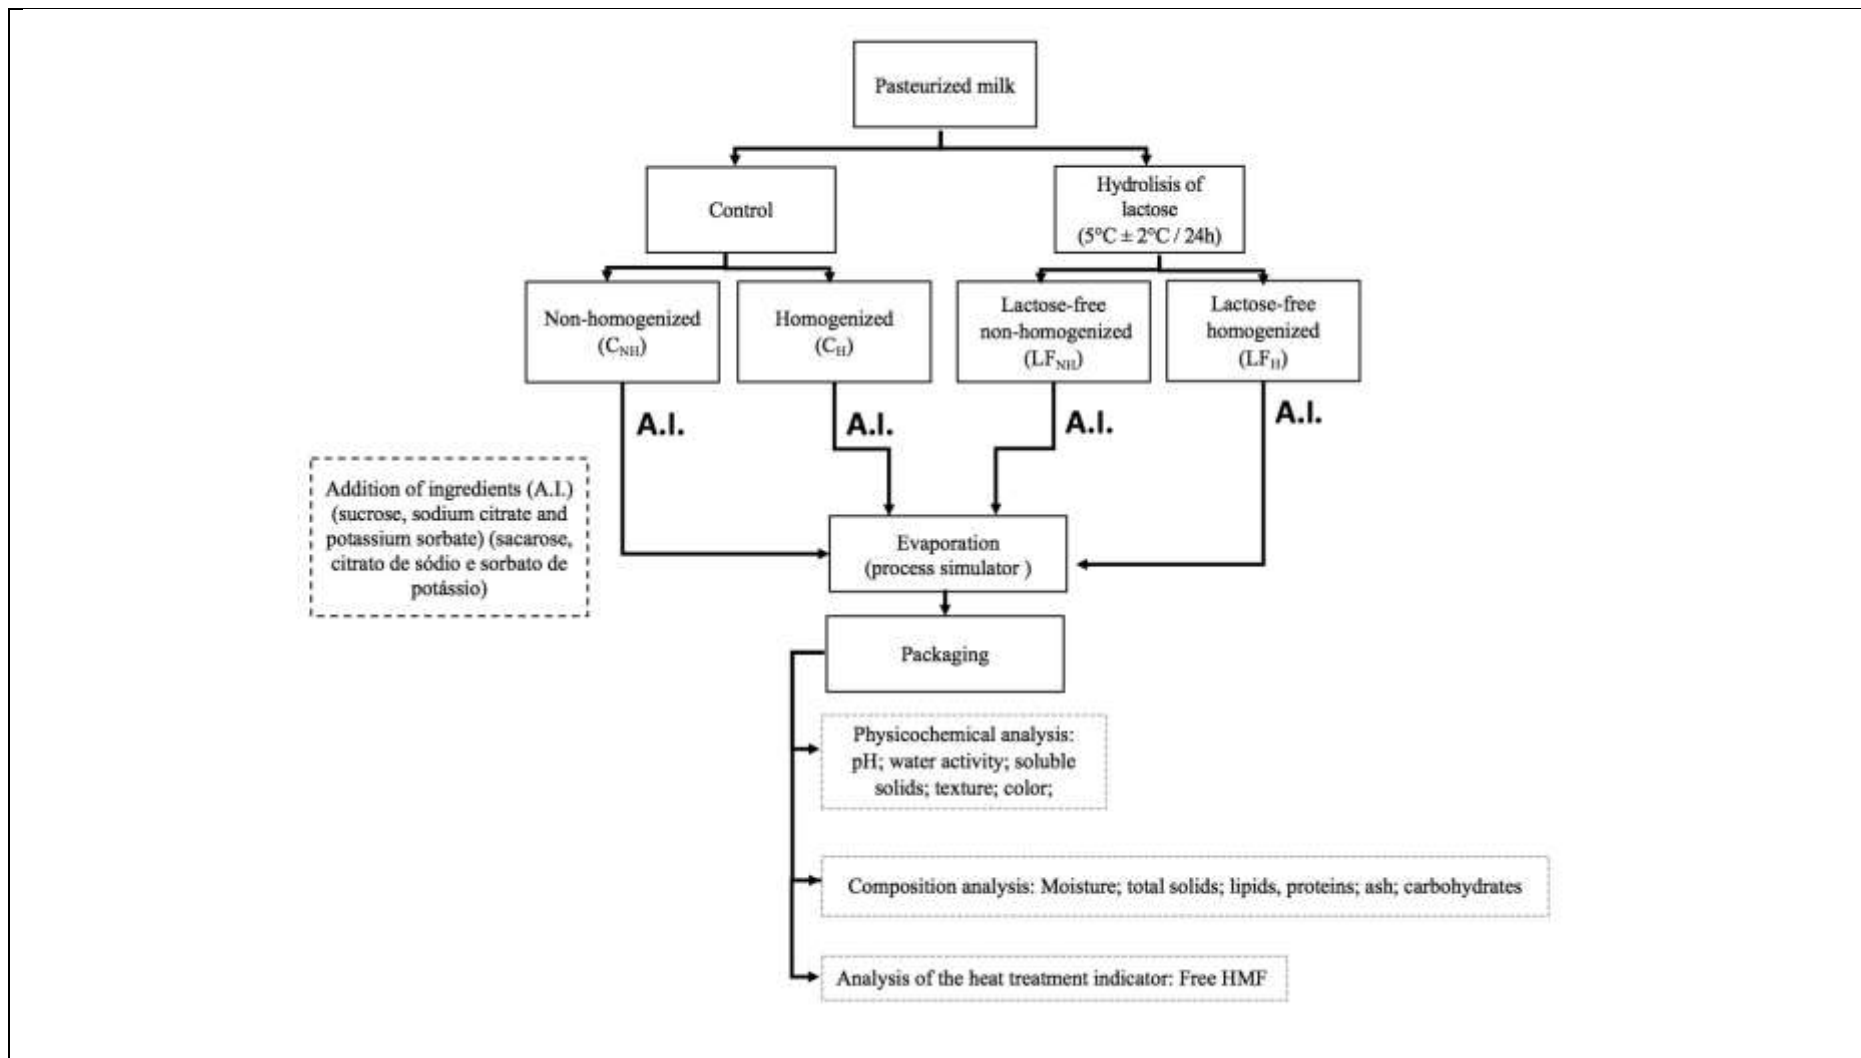 Pasteurized milk
Control
Hydrolisis of
lactose
(5°C ± 2°C / 24h)
Non-homogenized
(CNH)
Homogenized
(CH)
Lactose-free
non-homogenized
(LFNH)
Lactose-free
homogenized
(LFH)
A.I.
A.I.
A.I.
A.I.
Addition of ingredients (A.I.)
(sucrose, sodium citrate and
potassium sorbate) (sacarose,
citrato de sódio e sorbato de
potássio)
Evaporation
(process simulator )
Packaging
Physicochemical analysis:
pH; water activity; soluble
solids; texture; color;
Composition analysis: Moisture; total solids; lipids, proteins; ash; carbohydrates
Analysis of the heat treatment indicator: Free HMF